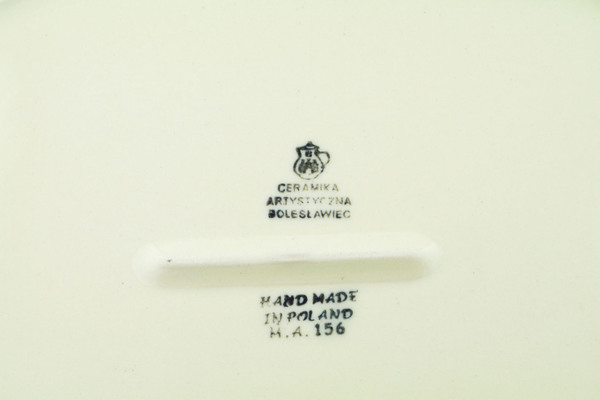 CERAMIKA
ARTYSTYCZNA
BOLESŁAWIEC
HAND MADE
IN POLAND
M.A. 156